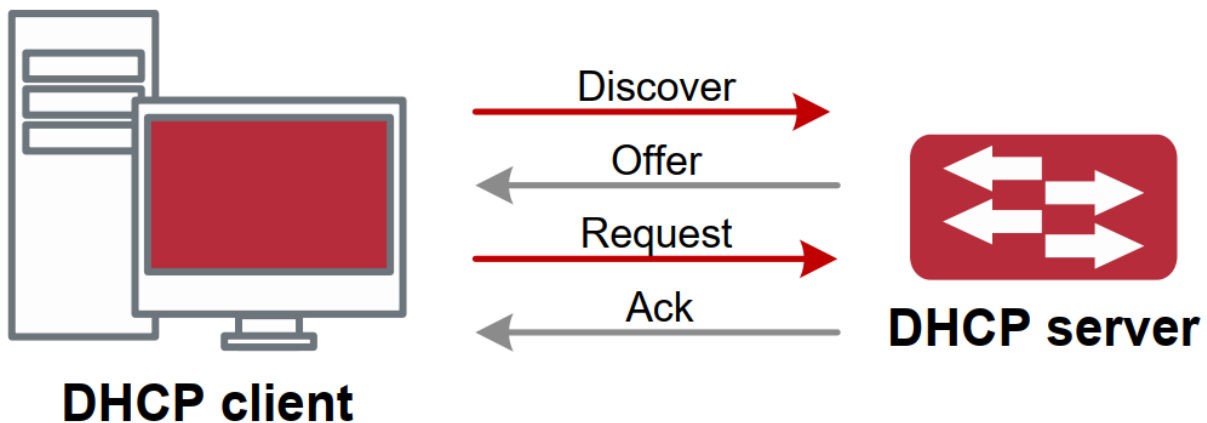 Discover
Offer
Request
Ack
DHCP server
DHCP client